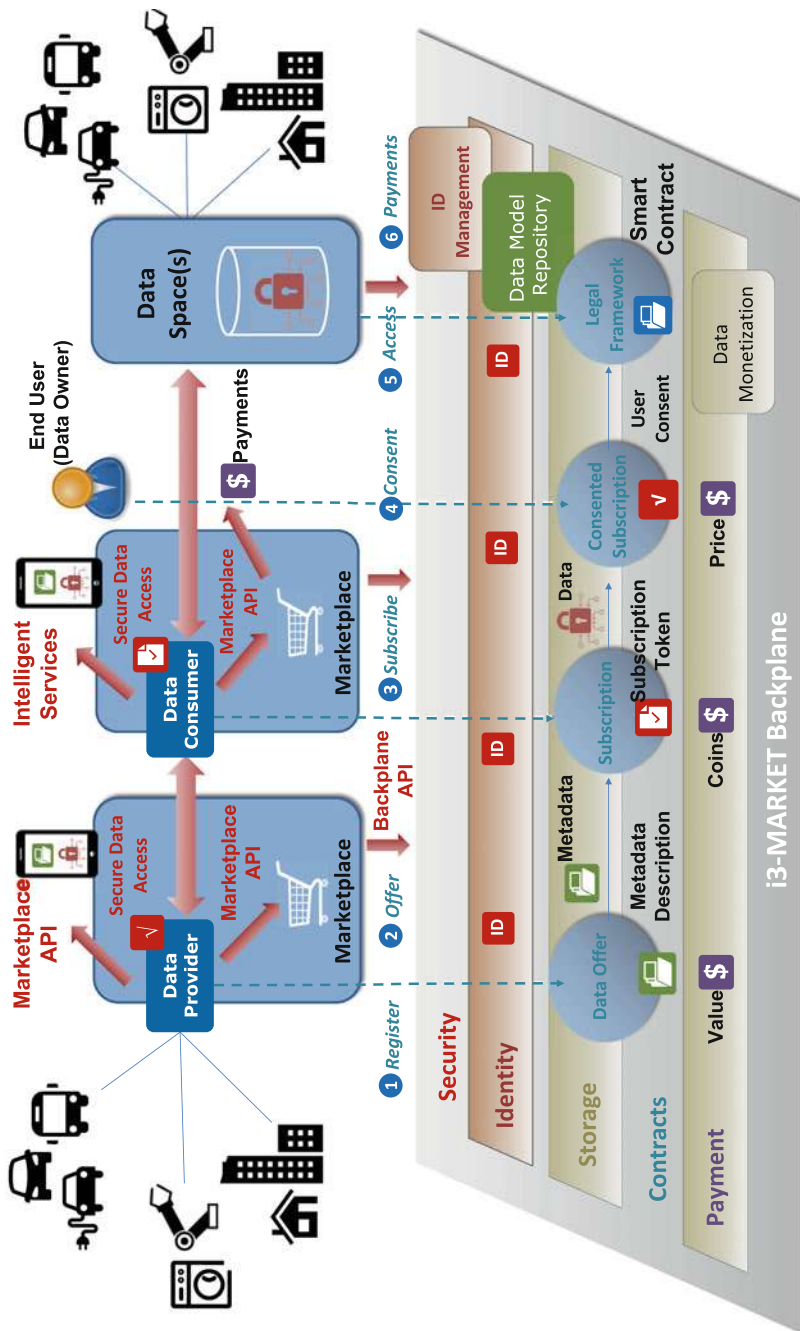 Marketplace
API
Secure Data
Access
√
Data
Provider
Marketplace
API
Marketplace
Intelligent
Services
Secure Data
Access
Data
Consumer
Marketplace
API
Marketplace
End User
(Data Owner)
$ Payments
Data
Space(s)
1 Register
2 Offer
Backplane
API
3 Subscribe
4 Consent
5 Access
6 Payments
Security
Identity
ID
ID
ID
ID
ID
Management
Data Model
Repository
Storage
Data Offer
Metadata
Subscription
Data
Consented
Subscription
√
Legal
Framework
Contracts
Metadata
Description
Subscription
Token
User
Consent
Smart
Contract
Payment
Value $
Coins $
Price $
Data
Monetization
i3-MARKET Backplane